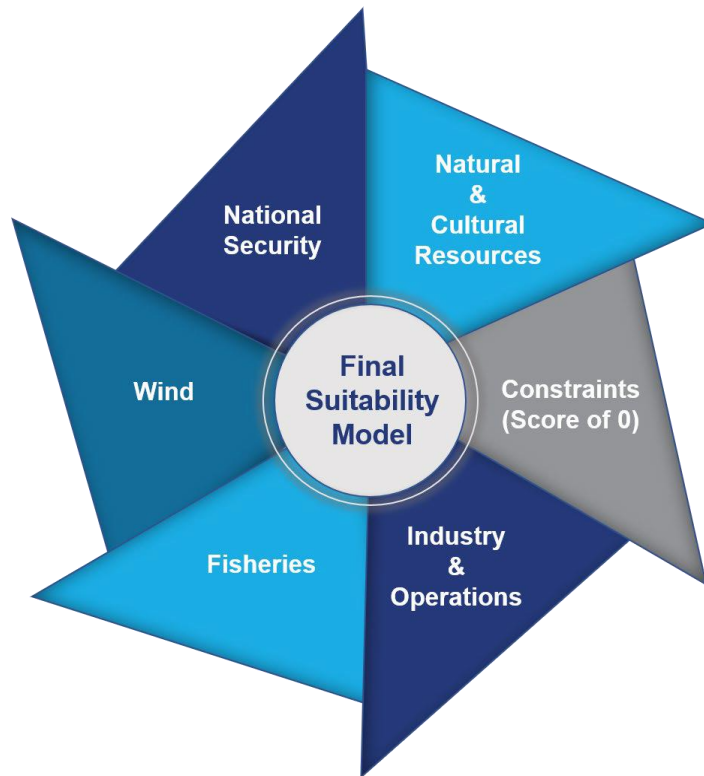 Natural
&
Cultural
Resources
National
Security
Final
Suitability
Model
Wind
Constraints
(Score of 0)
Fisheries
Industry
&
Operations